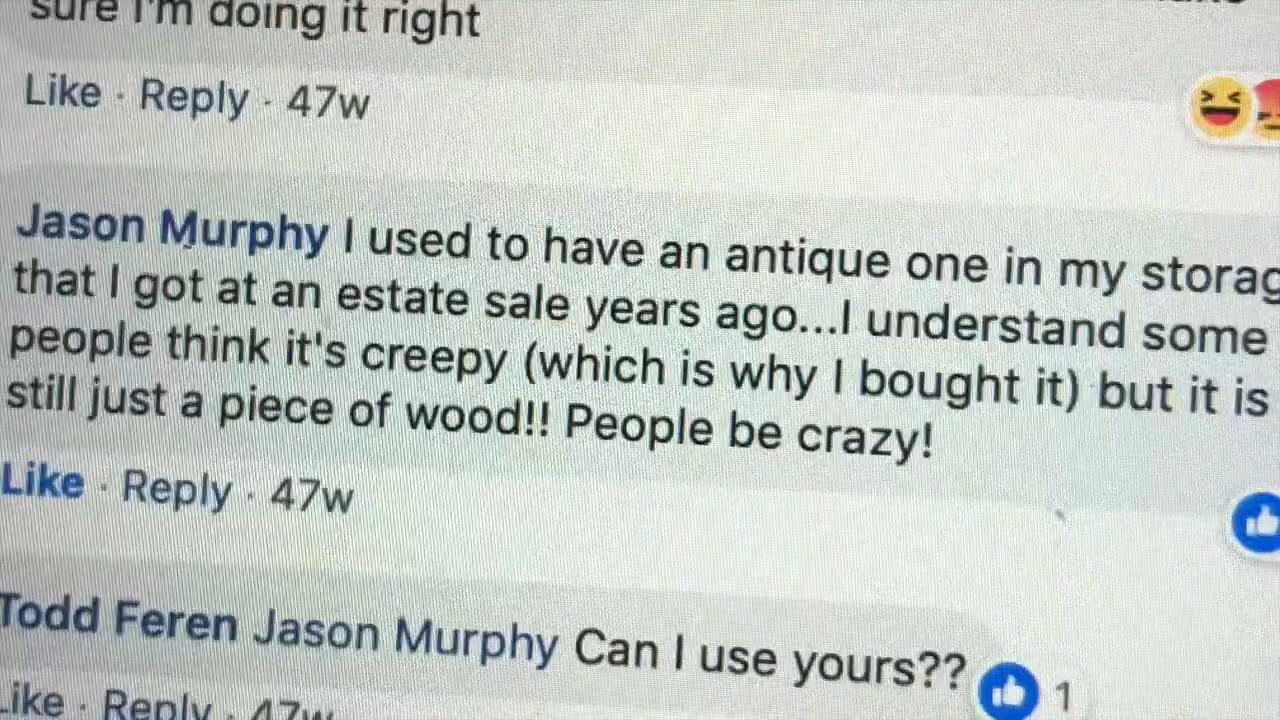 sure I'm doing it right
Like · Reply · 47w
Jason Murphy I used to have an antique one in my storag
that I got at an estate sale years ago...I understand some
people think it's creepy (which is why I bought it) but it is
still just a piece of wood!! People be crazy!
Like · Reply · 47w
Todd Feren Jason Murphy Can I use yours??
1
Like · Reply · 47w